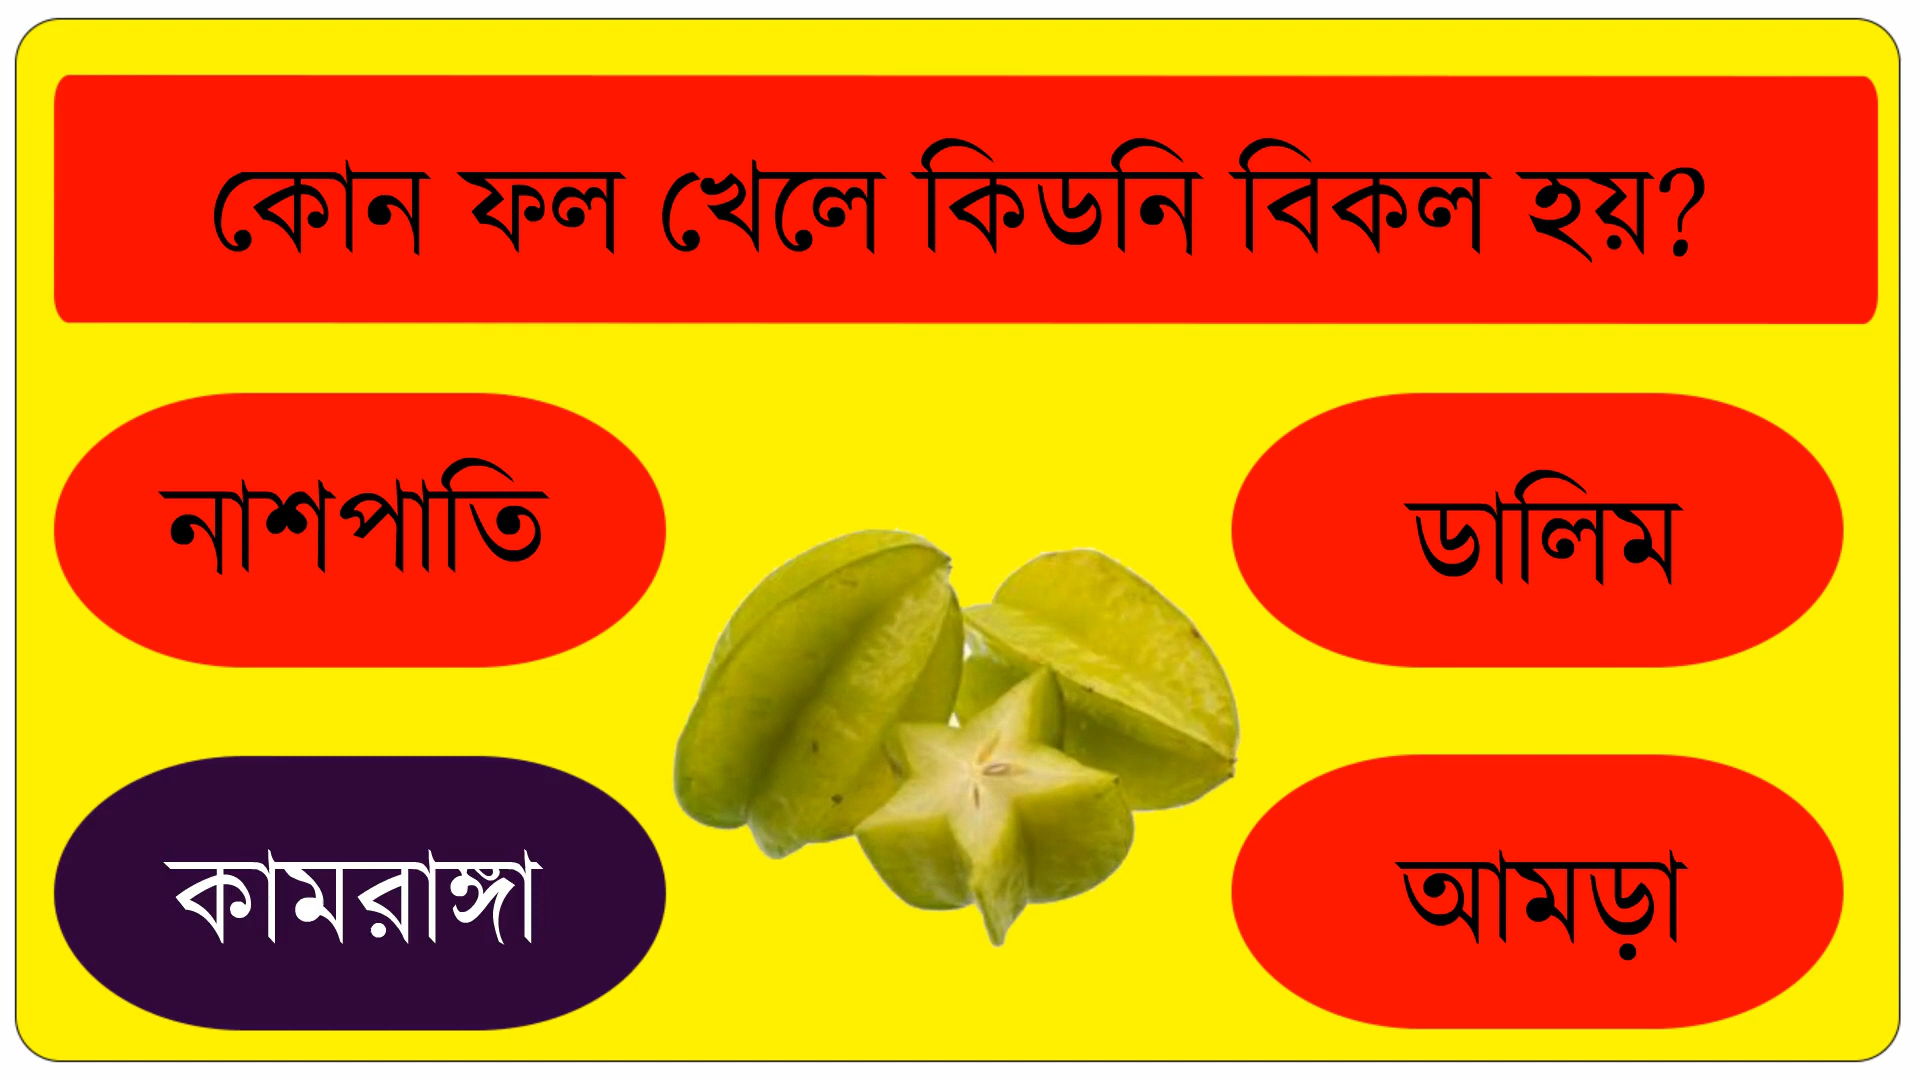 কোন ফল খেলে কিডনি বিকল হয়?
নাশপাতি
ডালিম
কামরাঙ্গা
আমড়া